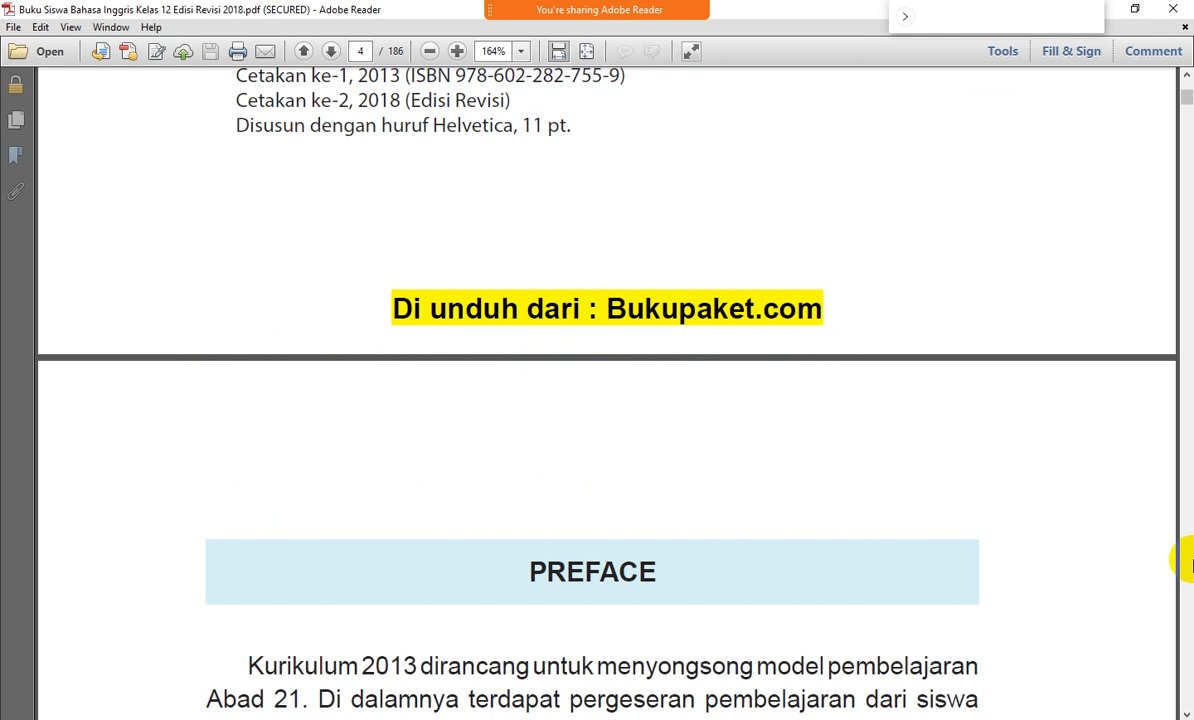 Buku Siswa Bahasa Inggris Kelas 12 Edisi Revisi 2018.pdf (SECURED) - Adobe Reader
You're sharing Adobe Reader
File Edit View Window Help
Open 4 / 186 164% Tools Fill & Sign Comment
Cetakan ke-1, 2013 (ISBN 978-602-282-755-9)
Cetakan ke-2, 2018 (Edisi Revisi)
Disusun dengan huruf Helvetica, 11 pt.
Di unduh dari : Bukupaket.com
PREFACE
Kurikulum 2013 dirancang untuk menyongsong model pembelajaran
Abad 21. Di dalamnya terdapat pergeseran pembelajaran dari siswa